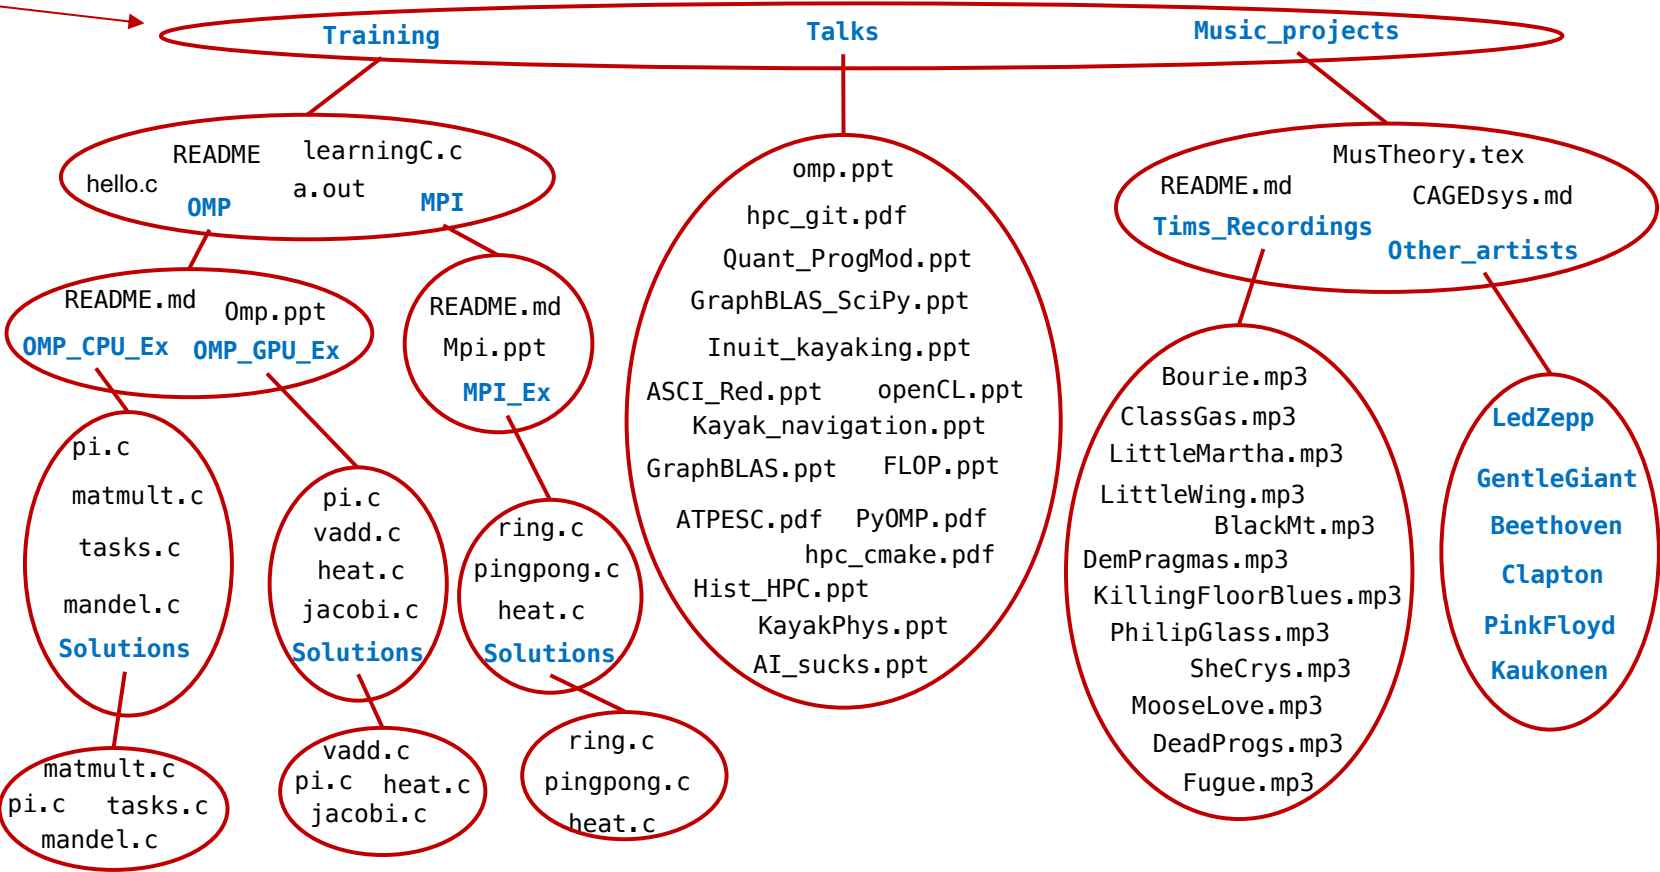 Training Talks Music_projects
README learningC.c
hello.c a.out
OMP MPI
README.md Omp.ppt
OMP_CPU_Ex OMP_GPU_Ex
README.md
Mpi.ppt
MPI_Ex
pi.c
matmult.c
tasks.c
mandel.c
Solutions
pi.c
vadd.c
heat.c
jacobi.c
Solutions
ring.c
pingpong.c
heat.c
Solutions
matmult.c
pi.c tasks.c
mandel.c
vadd.c
pi.c heat.c
jacobi.c
ring.c
pingpong.c
heat.c
omp.ppt
hpc_git.pdf
Quant_ProgMod.ppt
GraphBLAS_SciPy.ppt
Inuit_kayaking.ppt
ASCI_Red.ppt openCL.ppt
Kayak_navigation.ppt
GraphBLAS.ppt FLOP.ppt
ATPESC.pdf PyOMP.pdf
hpc_cmake.pdf
Hist_HPC.ppt
KayakPhys.ppt
AI_sucks.ppt
MusTheory.tex
README.md CAGEDsys.md
Tims_Recordings
Other_artists
Bourie.mp3
ClassGas.mp3
LittleMartha.mp3
LittleWing.mp3
BlackMt.mp3
DemPragmas.mp3
KillingFloorBlues.mp3
PhilipGlass.mp3
SheCrys.mp3
MooseLove.mp3
DeadProgs.mp3
Fugue.mp3
LedZepp
GentleGiant
Beethoven
Clapton
PinkFloyd
Kaukonen